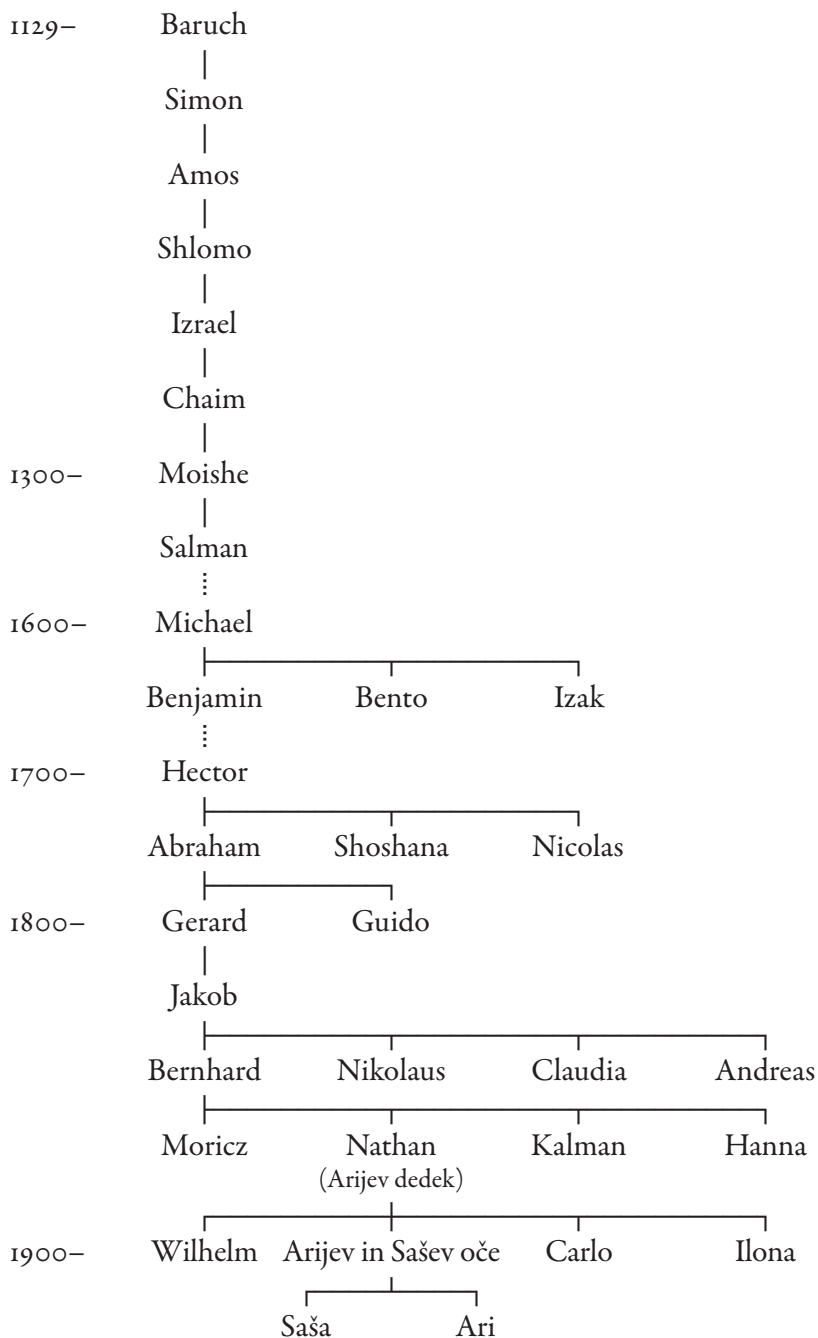 1129– Baruch
Simon
Amos
Shlomo
Izrael
Chaim
1300– Moishe
Salman
1600– Michael
Benjamin Bento Izak
1700– Hector
Abraham Shoshana Nicolas
1800– Gerard Guido
Jakob
Bernhard Nikolaus Claudia Andreas
Moricz Nathan Kalman Hanna
(Arijev dedek)
1900– Wilhelm Arijev in Sašev oče Carlo Ilona
Saša Ari